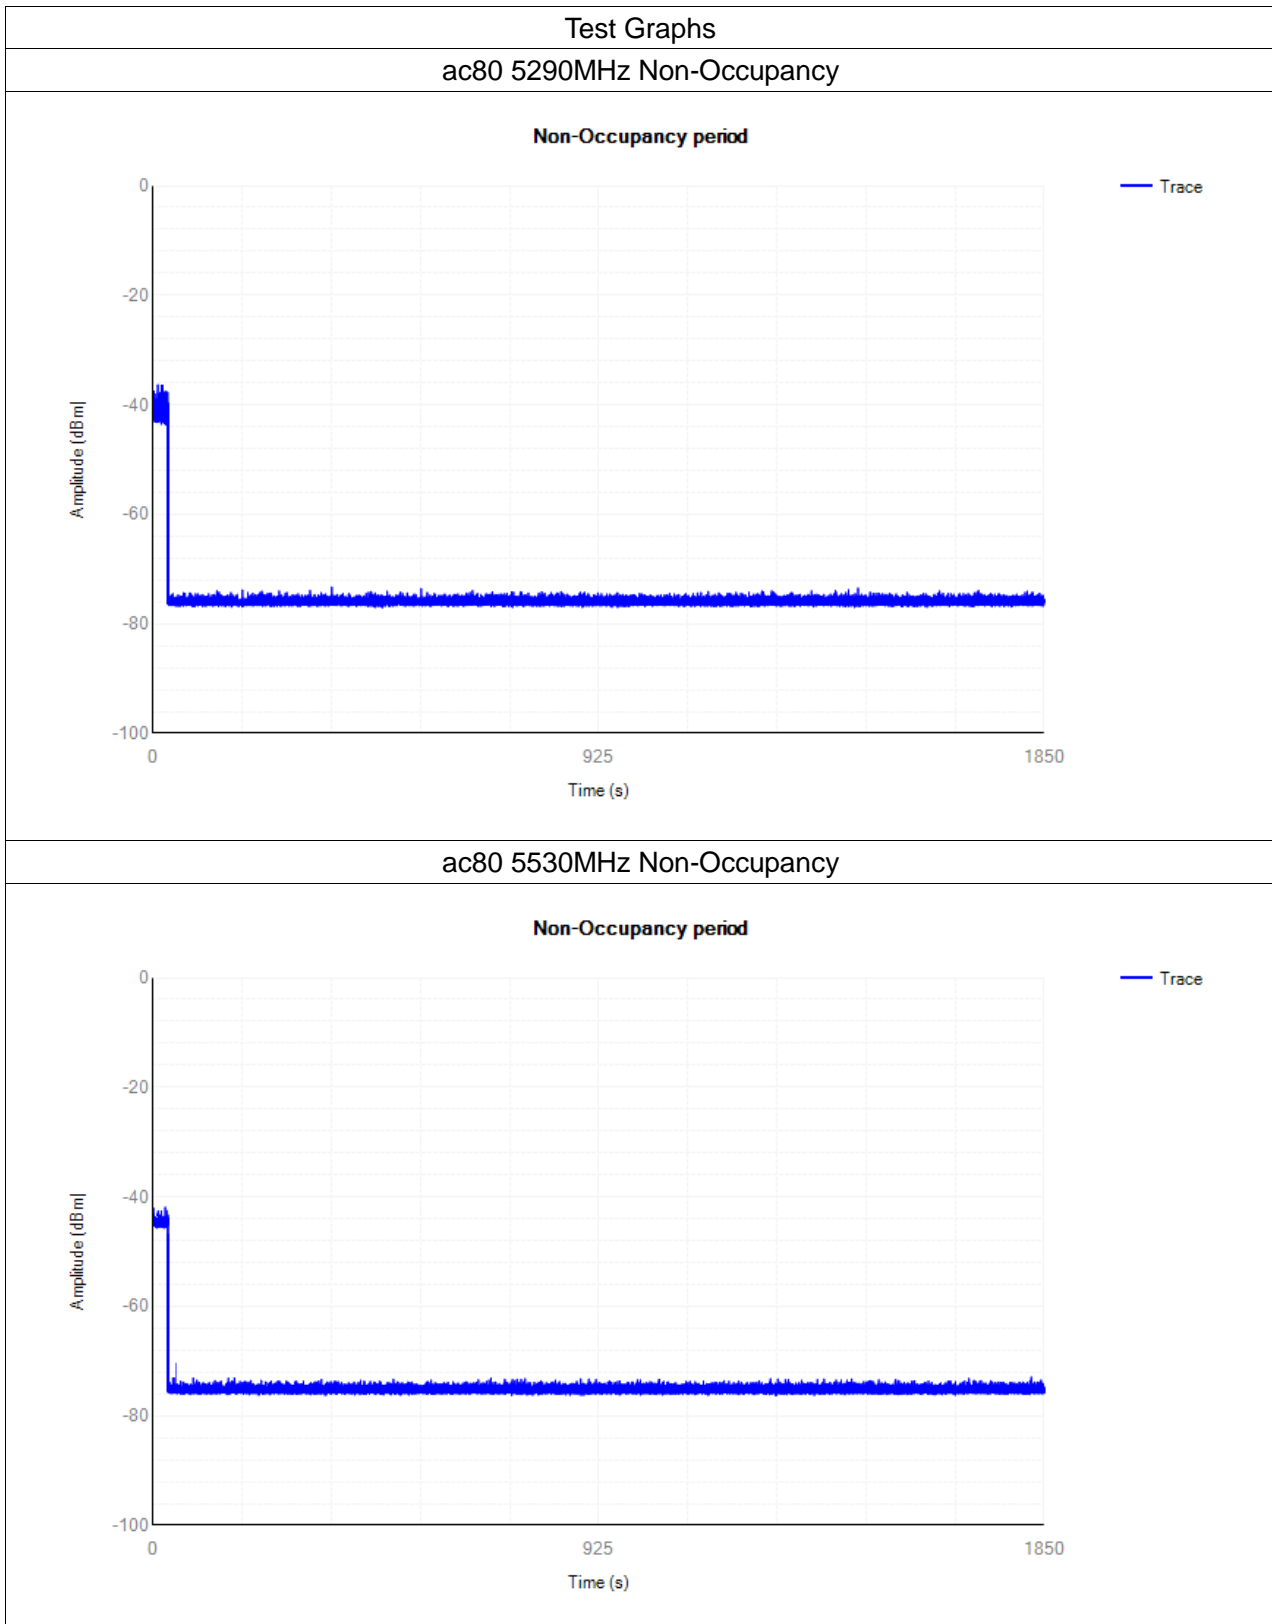 Test Graphs
ac80 5290MHz Non-Occupancy
Non-Occupancy period
Trace
0
-20
-40
-60
-80
-100
Amplitude (dBm|
0 925 1850
Time (s)
ac80 5530MHz Non-Occupancy
Non-Occupancy period
Trace
0
-20
-40
-60
-80
-100
Amplitude (dBm|
0 925 1850
Time (s)